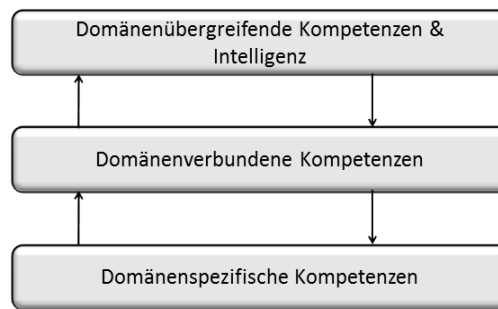 Domänenübergreifende Kompetenzen &
Intelligenz
Domänenverbundene Kompetenzen
Domänenspezifische Kompetenzen